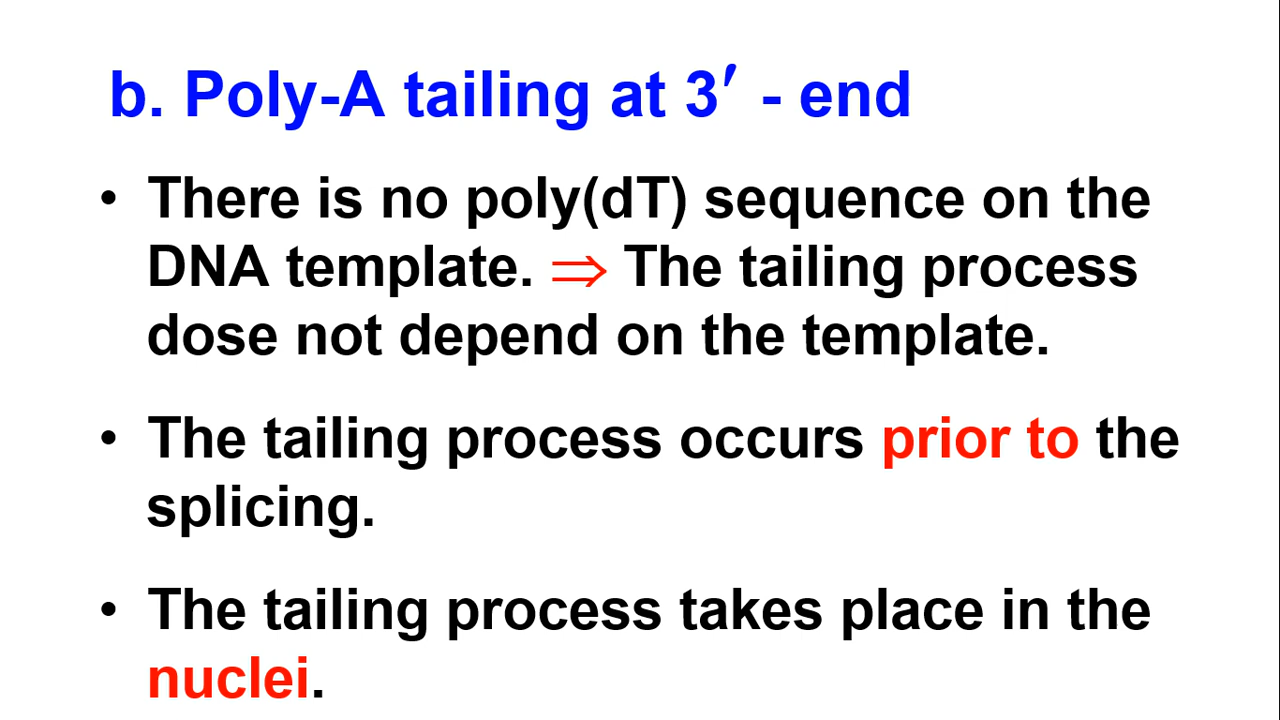 b. Poly-A tailing at 3′ - end
• There is no poly(dT) sequence on the
DNA template. ⇒ The tailing process
dose not depend on the template.
• The tailing process occurs prior to the
splicing.
• The tailing process takes place in the
nuclei.